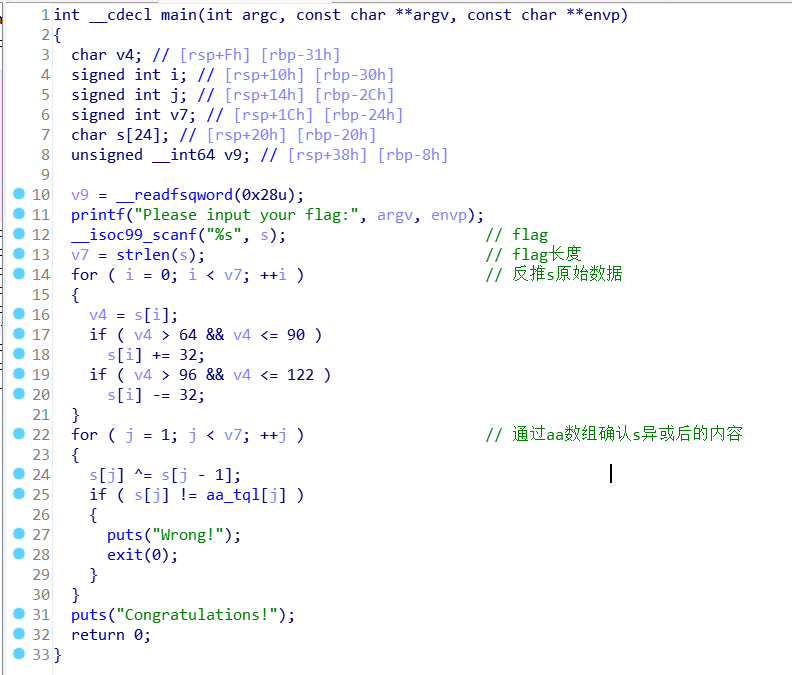 1 int __cdecl main(int argc, const char **argv, const char **envp)
2 {
3   char v4; // [rsp+Fh] [rbp-31h]
4   signed int i; // [rsp+10h] [rbp-30h]
5   signed int j; // [rsp+14h] [rbp-2Ch]
6   signed int v7; // [rsp+1Ch] [rbp-24h]
7   char s[24]; // [rsp+20h] [rbp-20h]
8   unsigned __int64 v9; // [rsp+38h] [rbp-8h]
9
10   v9 = __readfsqword(0x28u);
11   printf("Please input your flag:", argv, envp);
12   __isoc99_scanf("%s", s);                      // flag
13   v7 = strlen(s);                               // flag长度
14   for ( i = 0; i < v7; ++i )                    // 反推s原始数据
15   {
16     v4 = s[i];
17     if ( v4 > 64 && v4 <= 90 )
18       s[i] += 32;
19     if ( v4 > 96 && v4 <= 122 )
20       s[i] -= 32;
21   }
22   for ( j = 1; j < v7; ++j )                    // 通过aa数组确认s异或后的内容
23   {
24     s[j] ^= s[j - 1];
25     if ( s[j] != aa_tql[j] )
26     {
27       puts("Wrong!");
28       exit(0);
29     }
30   }
31   puts("Congratulations!");
32   return 0;
33 }